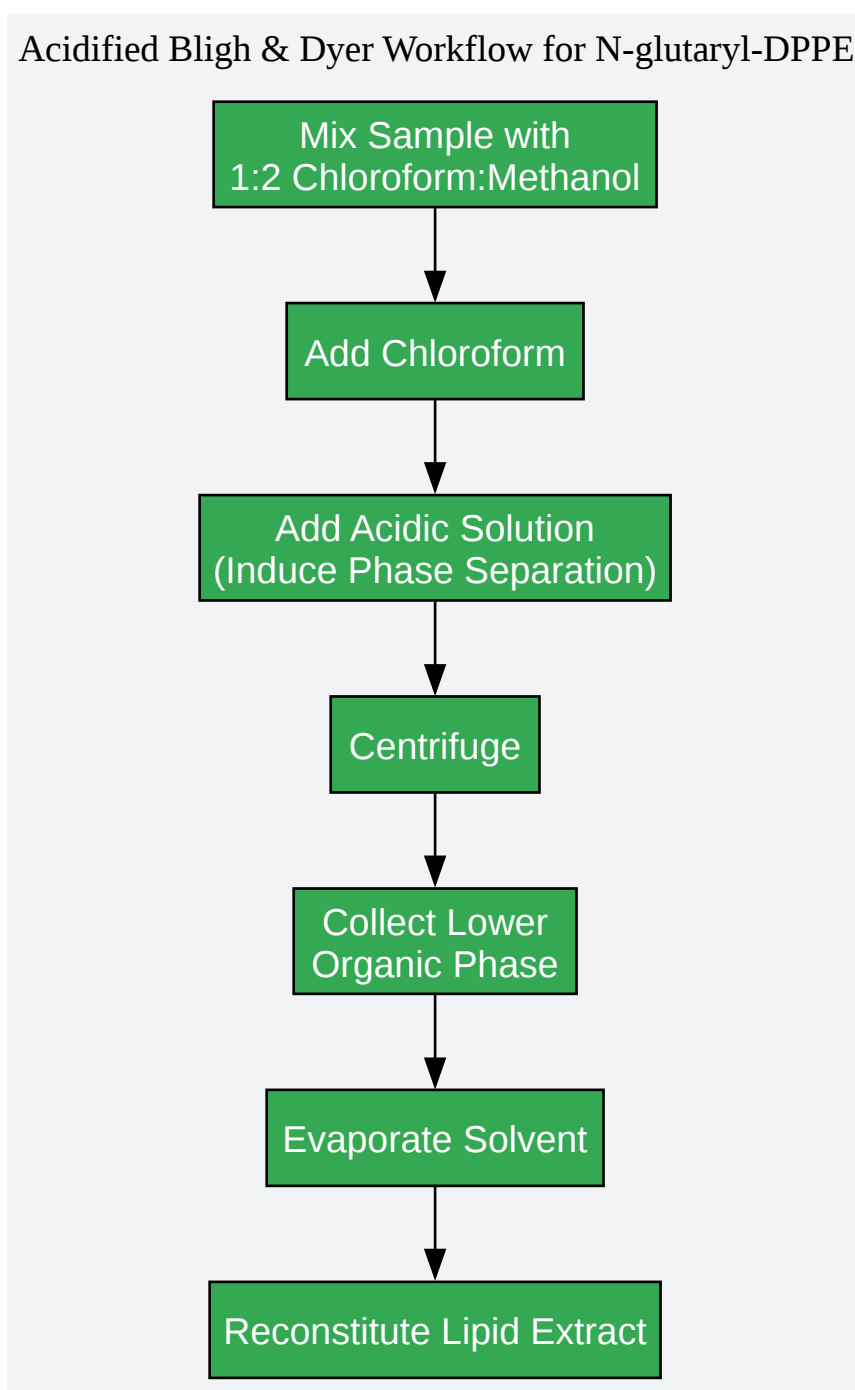 Acidified Bligh & Dyer Workflow for N-glutaryl-DPPE
Mix Sample with
1:2 Chloroform:Methanol
Add Chloroform
Add Acidic Solution
(Induce Phase Separation)
Centrifuge
Collect Lower
Organic Phase
Evaporate Solvent
Reconstitute Lipid Extract